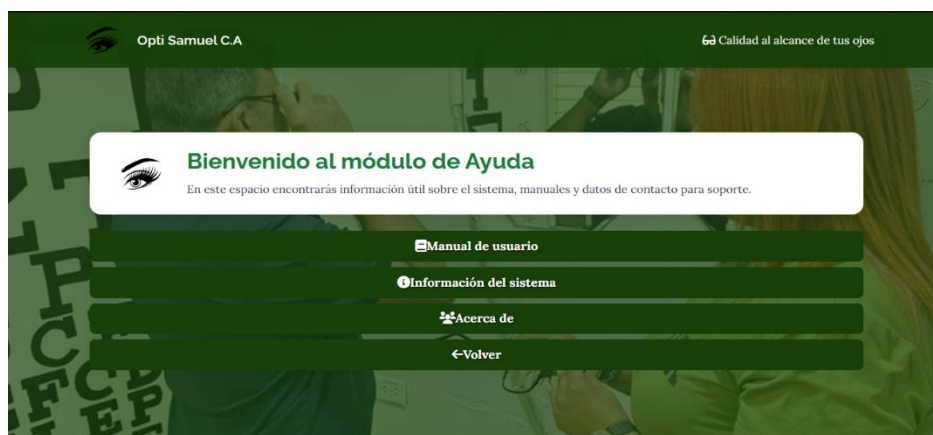 Opti Samuel C.A
Calidad al alcance de tus ojos
Bienvenido al módulo de Ayuda
En este espacio encontrarás información útil sobre el sistema, manuales y datos de contacto para soporte.
Manual de usuario
Información del sistema
Acerca de
Volver